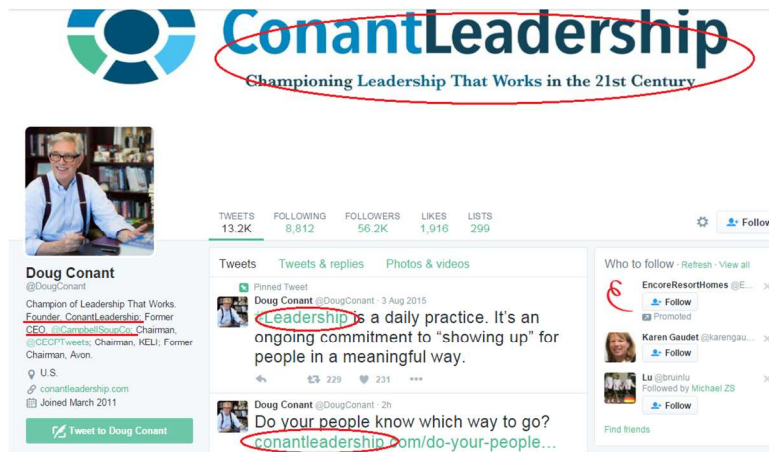 ConantLeadership
Championing Leadership That Works in the 21st Century
TWEETS FOLLOWING FOLLOWERS LIKES LISTS
13.2K 8,812 56.2K 1,916 299
Follow
Doug Conant
@DougConant
Champion of Leadership That Works.
Founder, ConantLeadership; Former
CEO, @CampbellSoupCo; Chairman,
@CECPTweets; Chairman, KELI; Former
Chairman, Avon.
U.S.
conantleadership.com
Joined March 2011
Tweet to Doug Conant
Tweets Tweets & replies Photos & videos
Pinned Tweet
Doug Conant @DougConant · 3 Aug 2015
#Leadership is a daily practice. It's an
ongoing commitment to “showing up” for
people in a meaningful way.
229 231
Doug Conant @DougConant · 2h
Do your people know which way to go?
conantleadership.com/do-your-people…
Who to follow · Refresh · View all
EncoreResortHomes @E...
Follow
Promoted
Karen Gaudet @karengau...
Follow
Lu @bruinlu
Followed by Michael ZS
Follow
Find friends